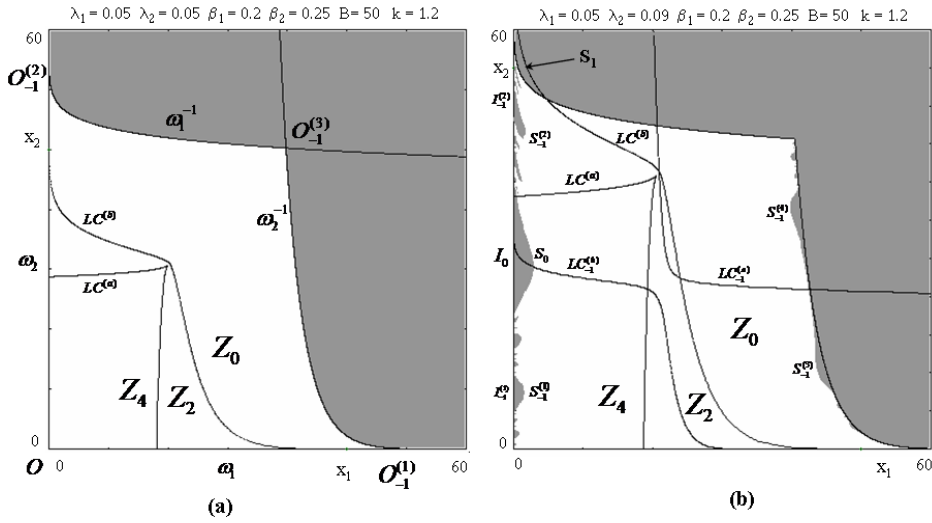 λ₁ = 0.05 λ₂ = 0.05 β₁ = 0.2 β₂ = 0.25 B= 50 k = 1.2
60
O₋₁⁽²⁾
ω₁⁻¹
O₋₁⁽³⁾
x₂
ω₂⁻¹
LC⁽ᵇ⁾
ω₂
LC⁽ᵃ⁾
Z₀
Z₄
Z₂
0
O
0
ω₁
x₁
O₋₁⁽¹⁾
60
(a)
λ₁ = 0.05 λ₂ = 0.09 β₁ = 0.2 β₂ = 0.25 B= 50 k = 1.2
60
S₁
x₂
I₋₁⁽²⁾
S₋₁⁽²⁾
LC⁽ᵇ⁾
LC⁽ᵃ⁾
S₋₁⁽⁴⁾
I₀
S₀
LC₋₁⁽ᵇ⁾
LC₋₁⁽ᵃ⁾
Z₀
S₋₁⁽³⁾
Z₄
Z₂
S₋₁⁽¹⁾
0
0
x₁
60
(b)